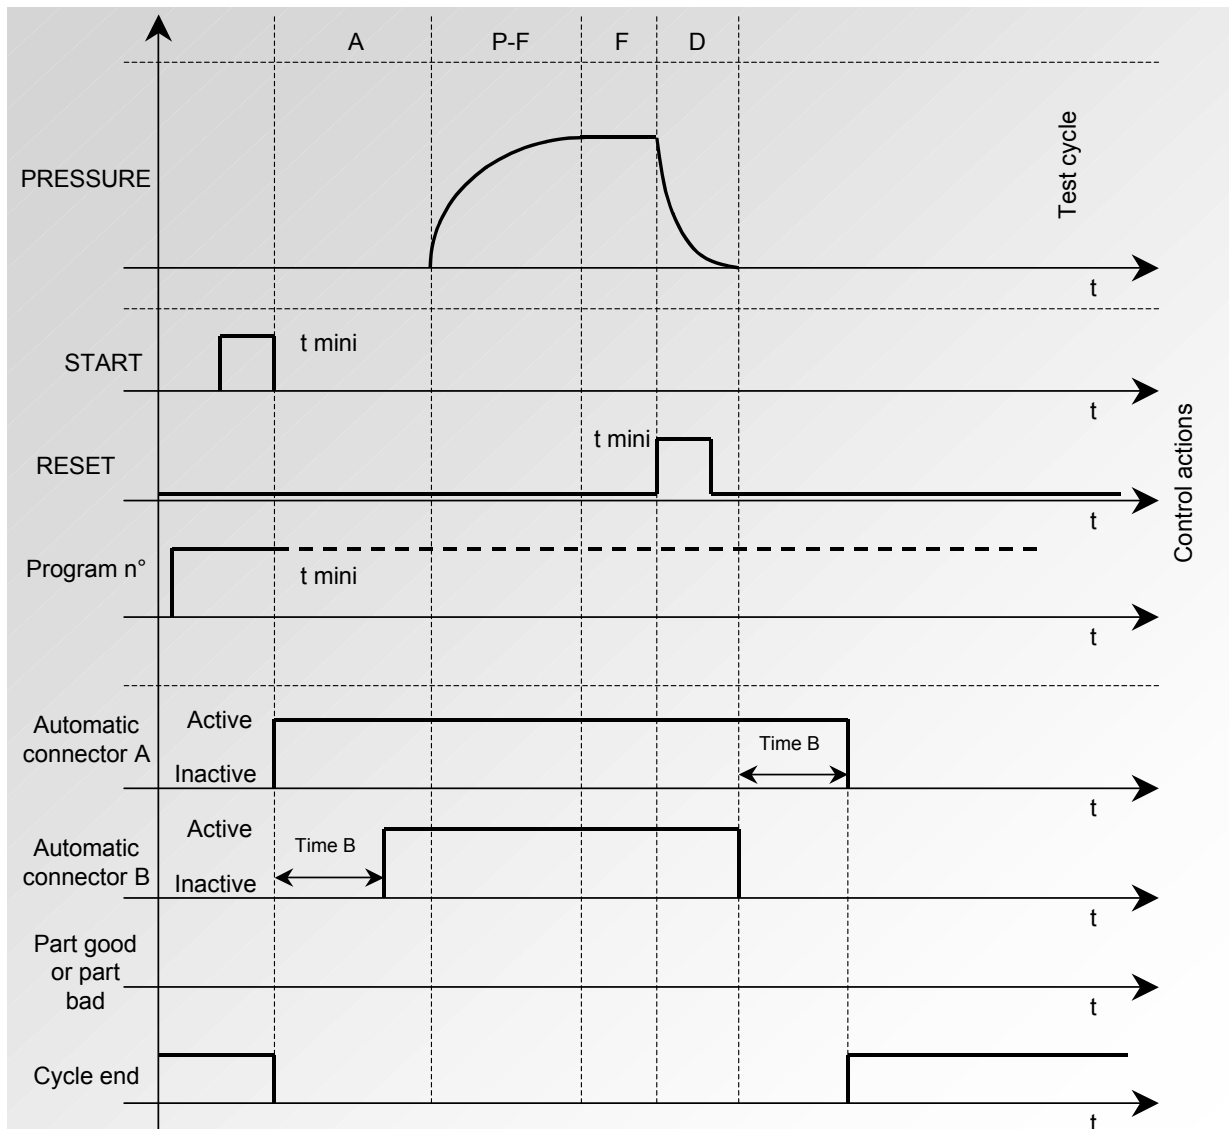 A P-F F D
PRESSURE
Test cycle
t
START
t mini
t
RESET
t mini
t
Control actions
Program n°
t mini
t
Automatic
connector A
Active
Inactive
Time B
t
Automatic
connector B
Active
Inactive
Time B
t
Part good
or part
bad
t
Cycle end
t